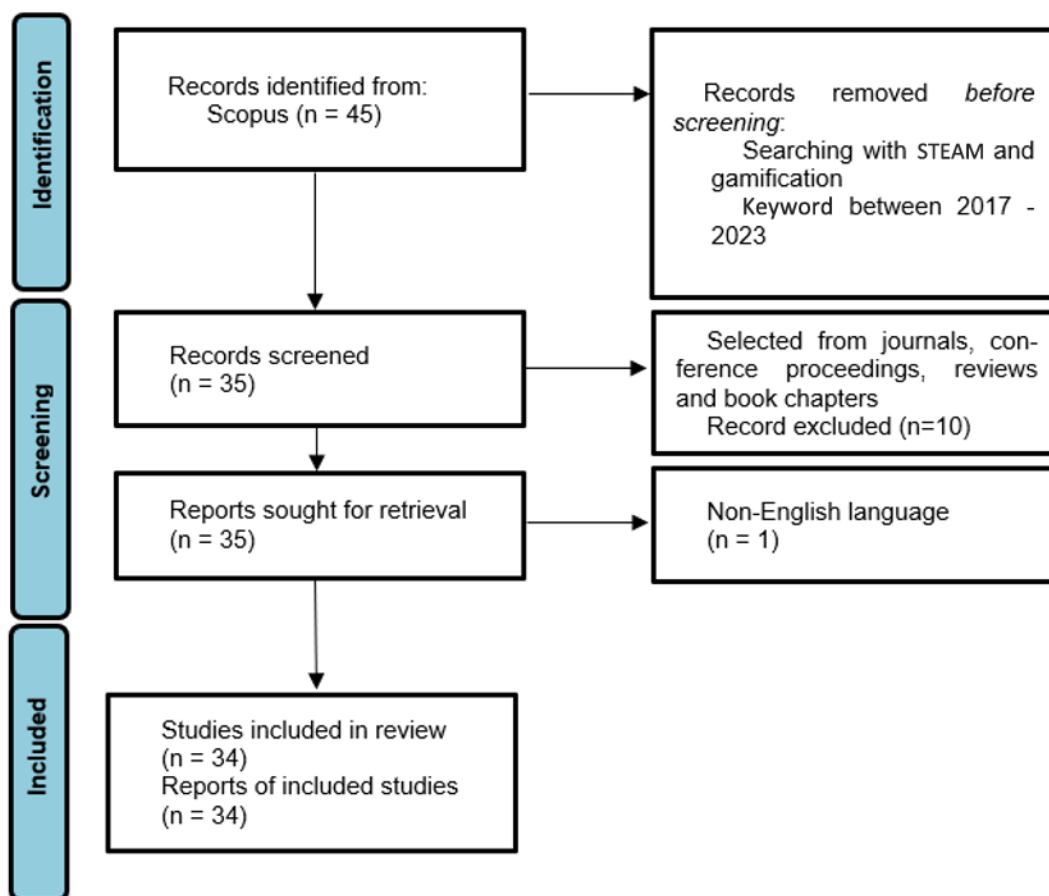 Identification
Records identified from:
Scopus (n = 45)
Records removed before
screening:
Searching with STEAM and
gamification
Keyword between 2017 -
2023
Screening
Records screened
(n = 35)
Selected from journals, con-
ference proceedings, reviews
and book chapters
Record excluded (n=10)
Reports sought for retrieval
(n = 35)
Non-English language
(n = 1)
Included
Studies included in review
(n = 34)
Reports of included studies
(n = 34)